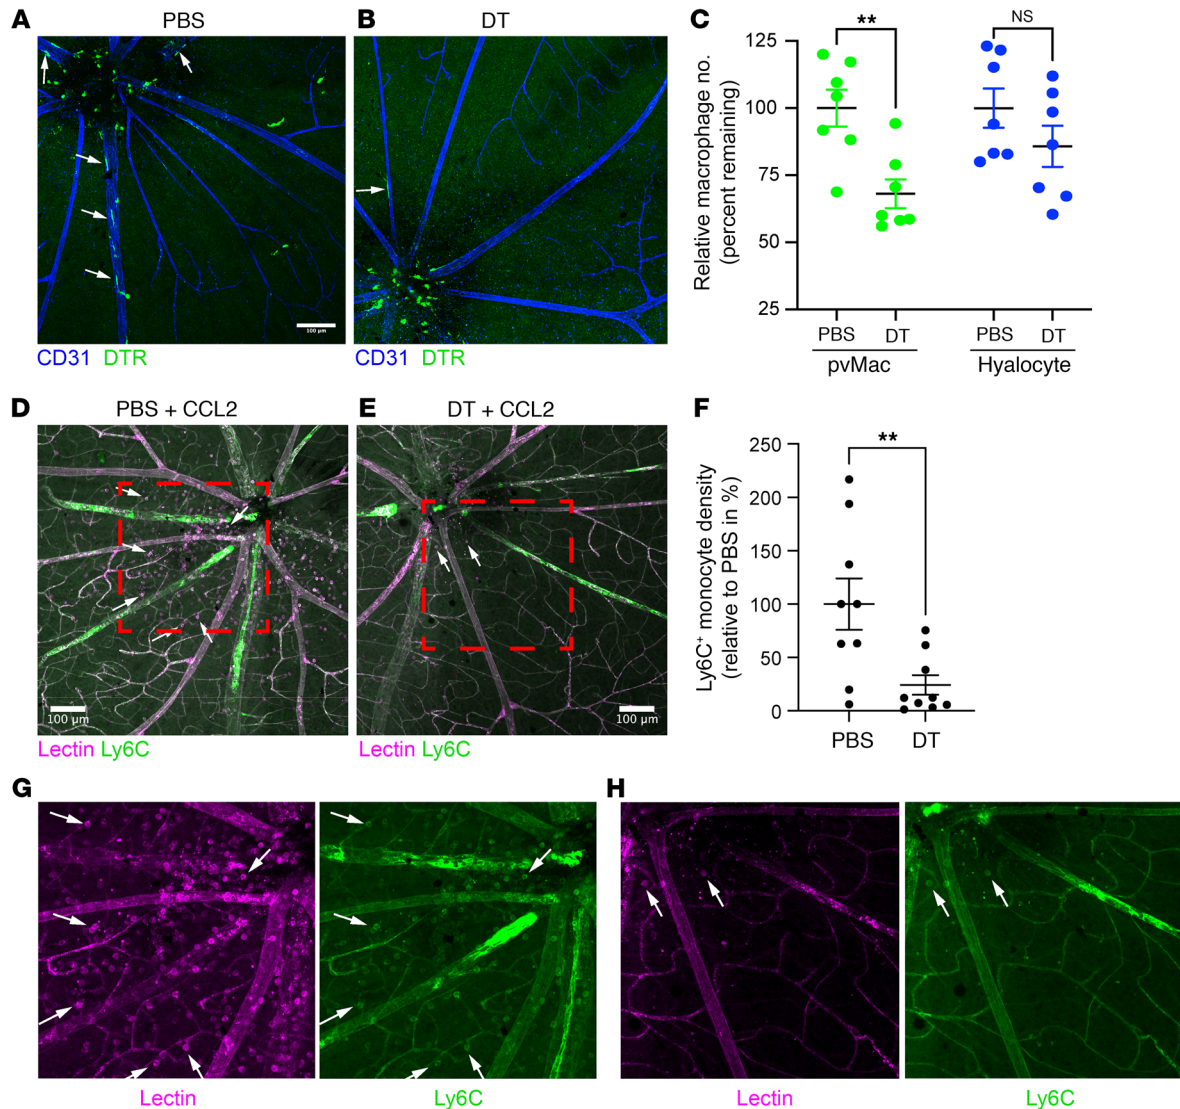 A PBS
B DT
100 µm
CD31 DTR
CD31 DTR
C
** NS
Relative macrophage no.
(percent remaining)
125
100
75
50
25
PBS DT PBS DT
pvMac Hyalocyte
D PBS + CCL2
E DT + CCL2
100 µm
100 µm
Lectin Ly6C
Lectin Ly6C
F
**
Ly6C⁺ monocyte density
(relative to PBS in %)
250
200
150
100
50
0
PBS DT
G
Lectin Ly6C
H
Lectin Ly6C